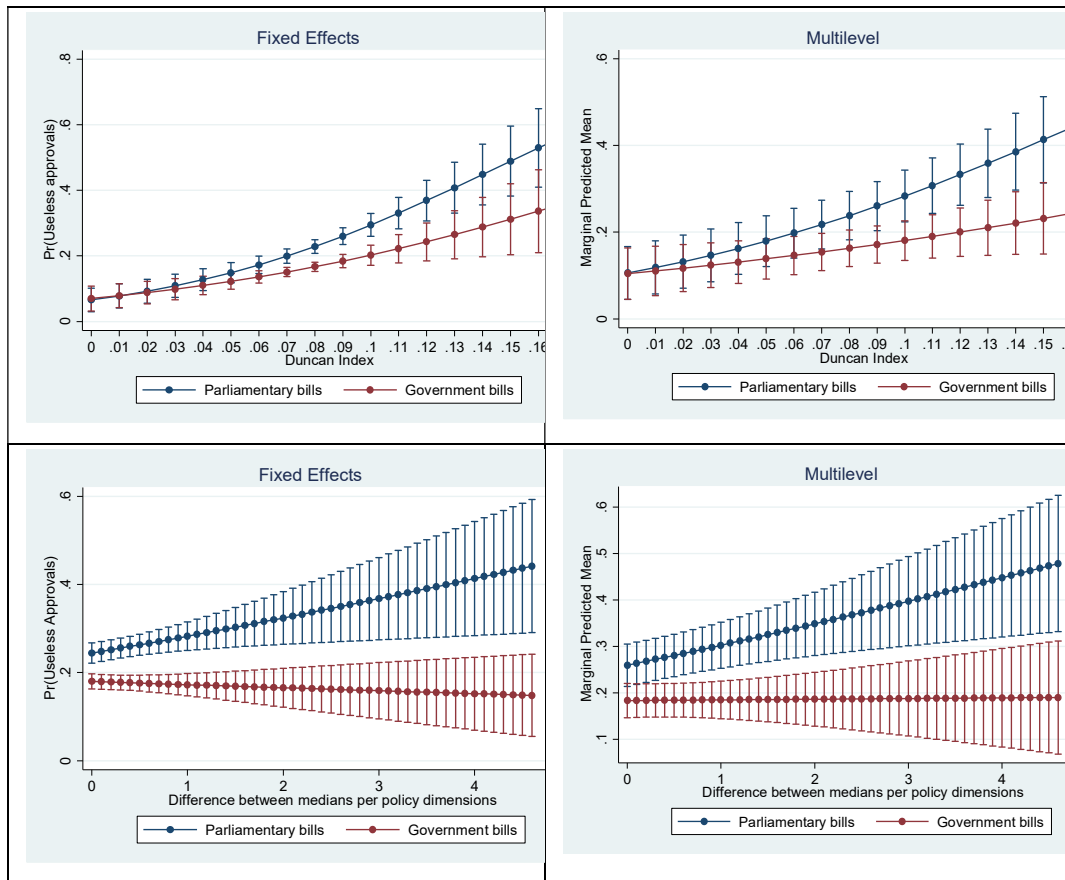 Fixed Effects
Pr(Useless approvals)
.8
.6
.4
.2
0
0 .01 .02 .03 .04 .05 .06 .07 .08 .09 .1 .11 .12 .13 .14 .15 .16
Duncan Index
Parliamentary bills Government bills
Multilevel
Marginal Predicted Mean
.6
.4
.2
0
0 .01 .02 .03 .04 .05 .06 .07 .08 .09 .1 .11 .12 .13 .14 .15
Duncan Index
Parliamentary bills Government bills
Fixed Effects
Pr(Useless Approvals)
.6
.4
.2
0
0 1 2 3 4
Difference between medians per policy dimensions
Parliamentary bills Government bills
Multilevel
Marginal Predicted Mean
.6
.5
.4
.3
.2
.1
0 1 2 3 4
Difference between medians per policy dimensions
Parliamentary bills Government bills